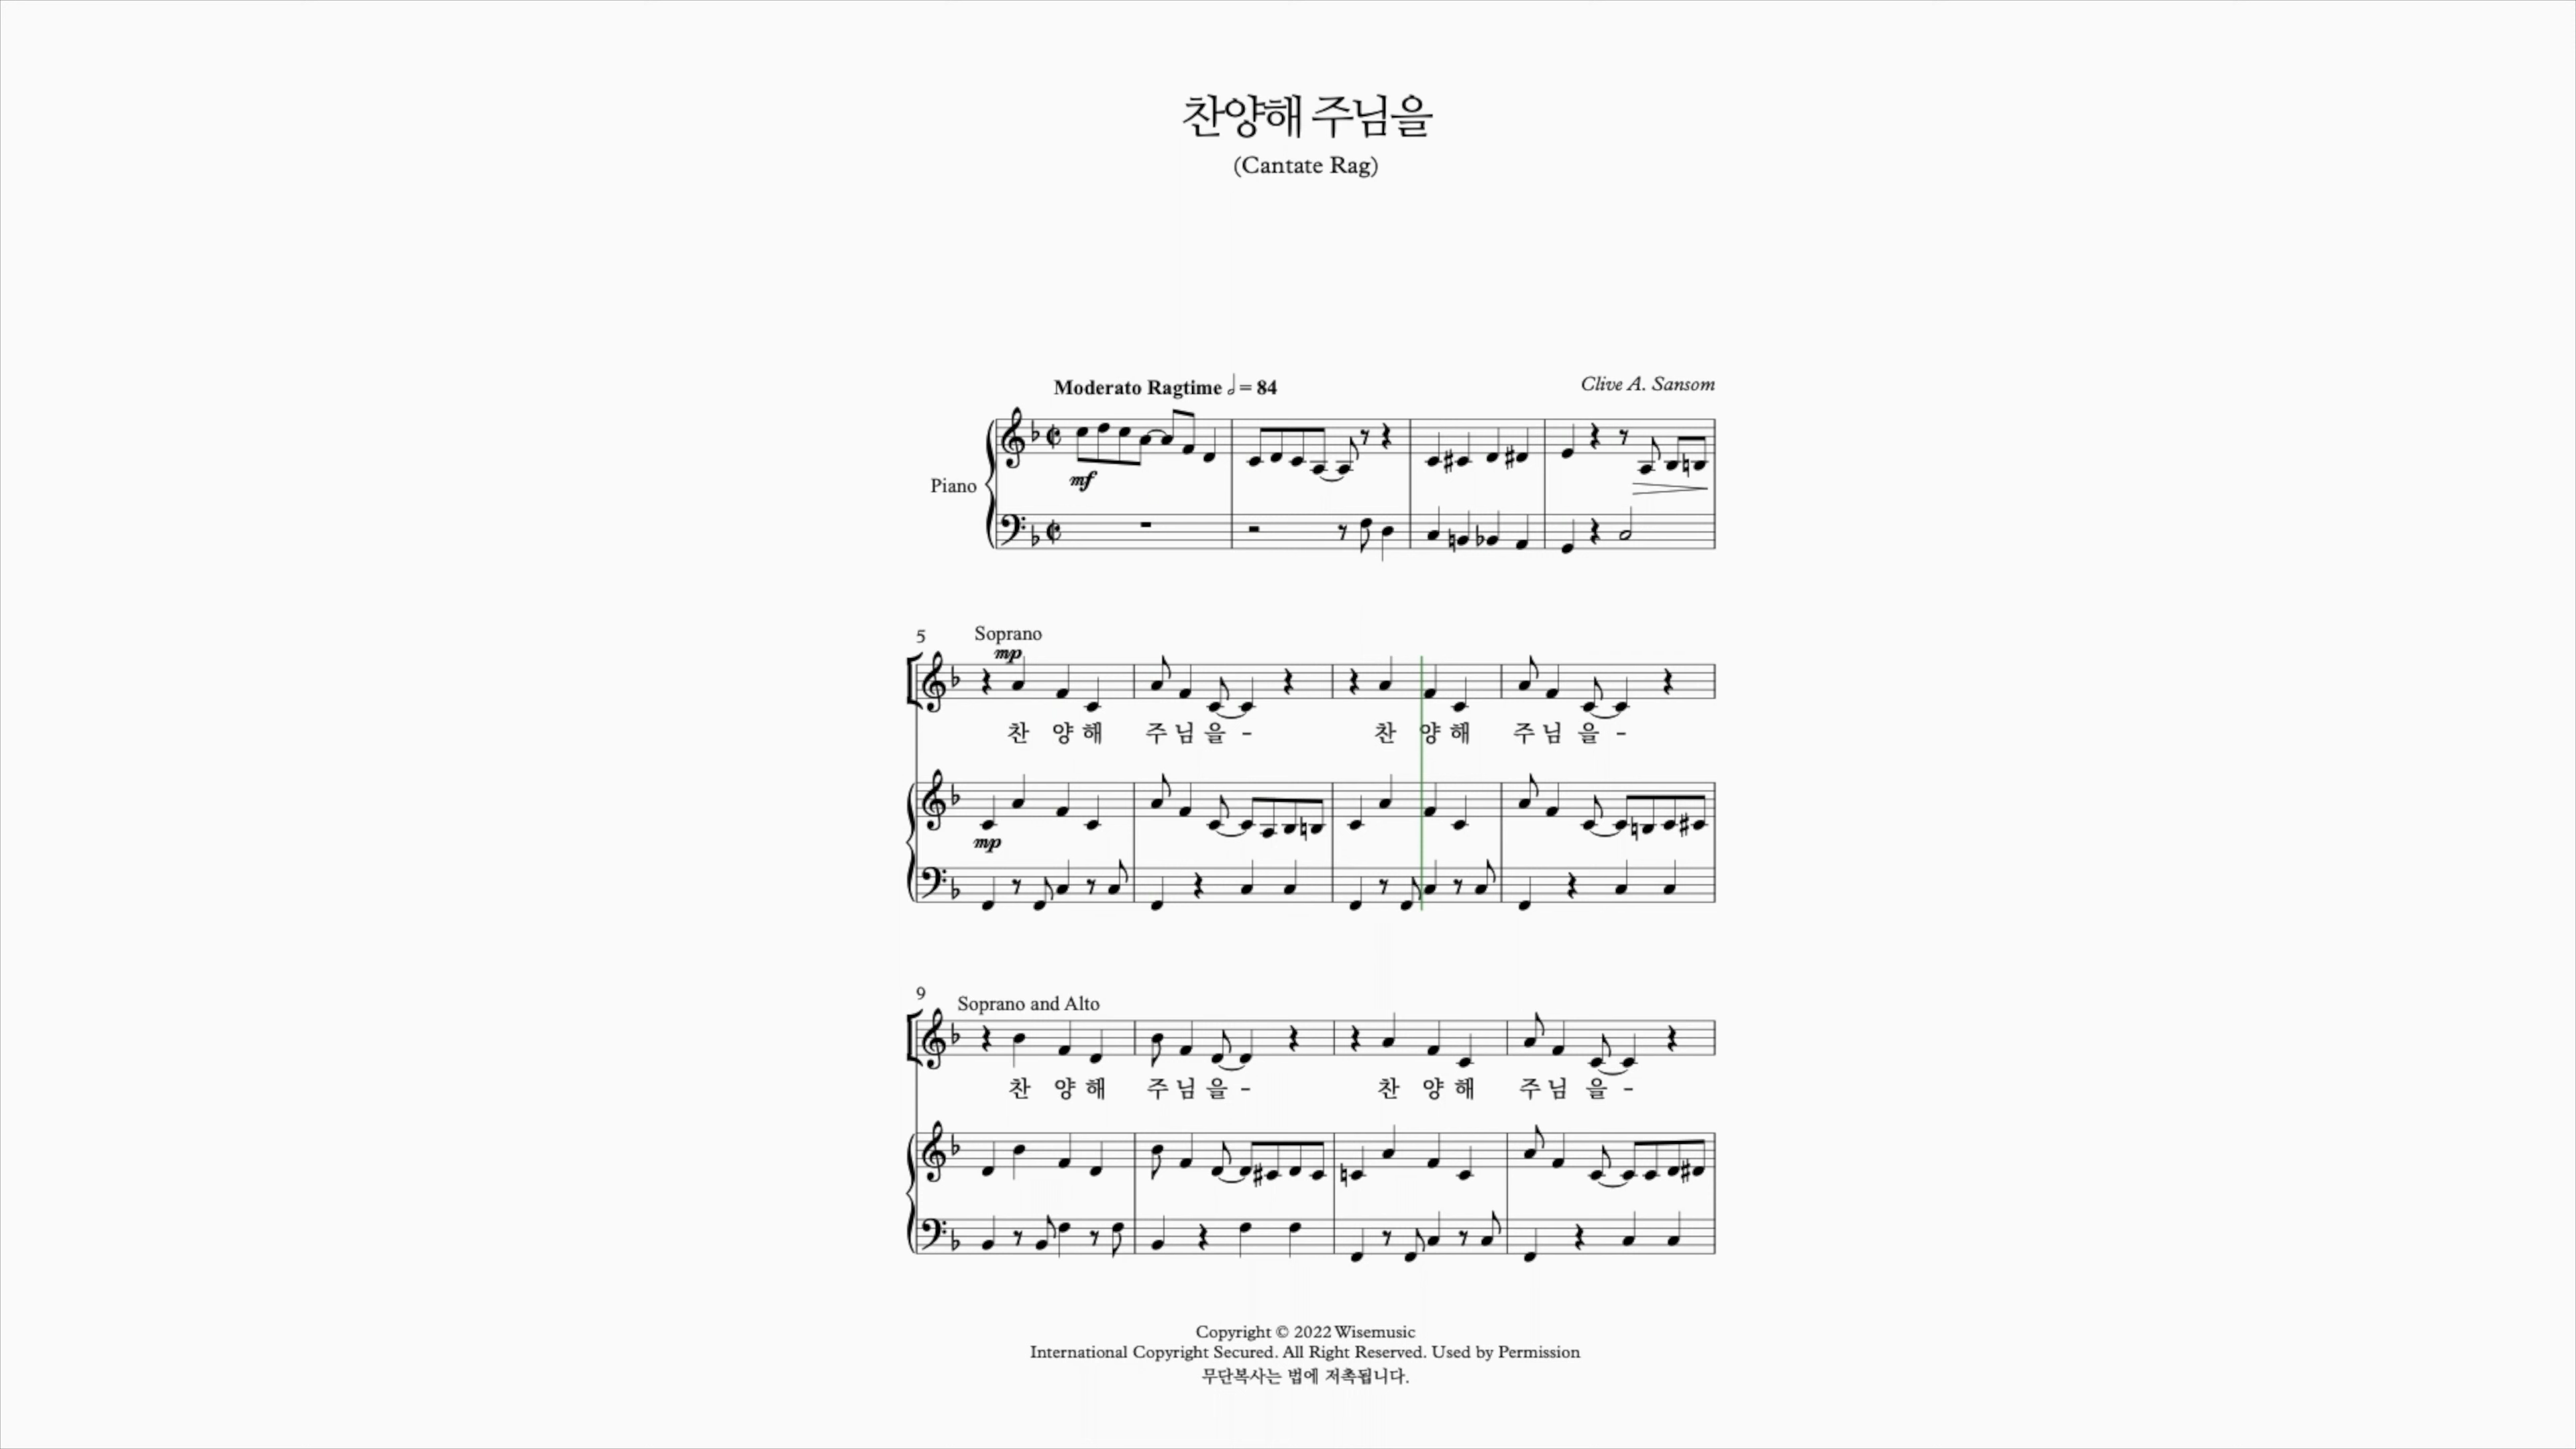 찬양해 주님을
(Cantate Rag)
Moderato Ragtime 𝅗𝅥 = 84
Clive A. Sansom
Piano
mf
5
Soprano
mp
찬 양 해 주 님 을 - 찬 양 해 주 님 을 -
mp
9
Soprano and Alto
찬 양 해 주 님 을 - 찬 양 해 주 님 을 -
Copyright © 2022 Wisemusic
International Copyright Secured. All Right Reserved. Used by Permission
무단복사는 법에 저촉됩니다.